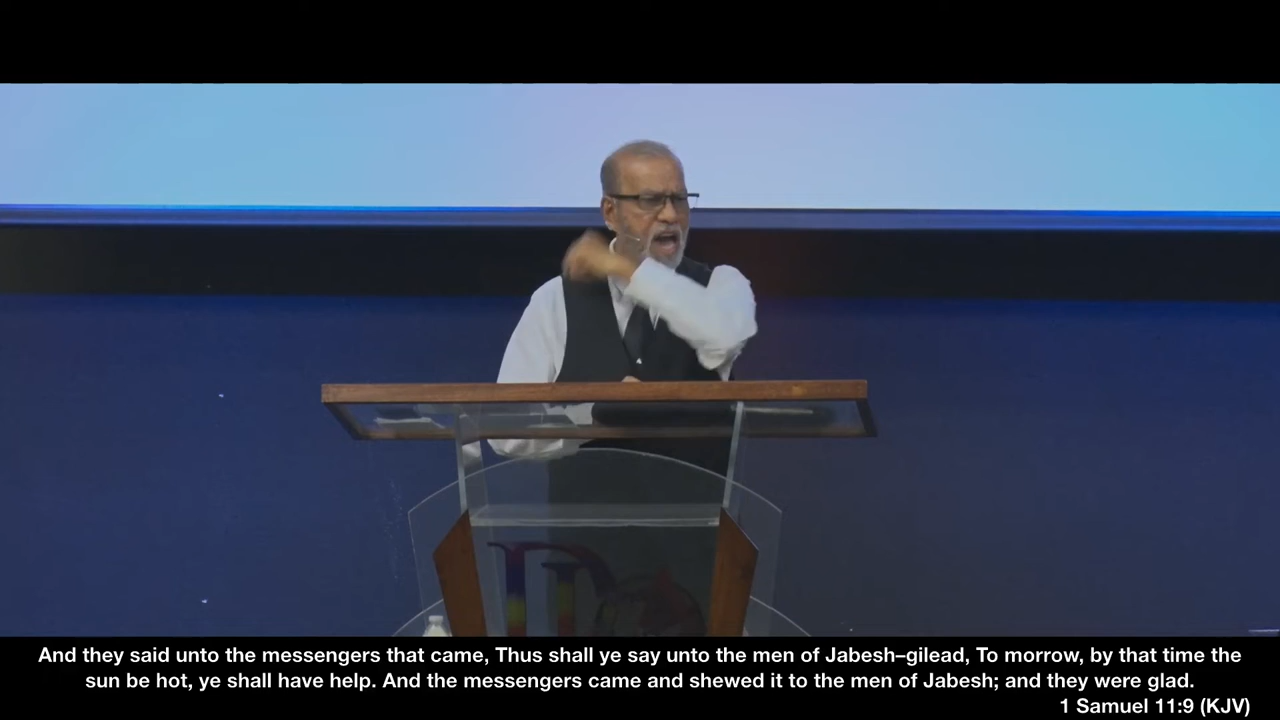 And they said unto the messengers that came, Thus shall ye say unto the men of Jabesh–gilead, To morrow, by that time the
sun be hot, ye shall have help. And the messengers came and shewed it to the men of Jabesh; and they were glad.
1 Samuel 11:9 (KJV)